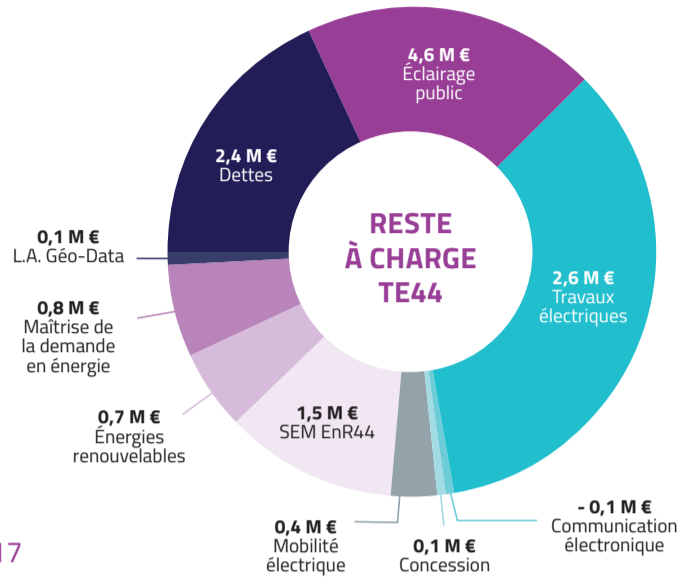 4,6 M €
Éclairage
public
2,4 M €
Dettes
RESTE
À CHARGE
TE44
0,1 M €
L.A. Géo-Data
2,6 M €
Travaux
électriques
0,8 M €
Maîtrise de
la demande
en énergie
1,5 M €
SEM EnR44
0,7 M €
Énergies
renouvelables
- 0,1 M €
Communication
électronique
0,4 M €
Mobilité
électrique
0,1 M €
Concession
17